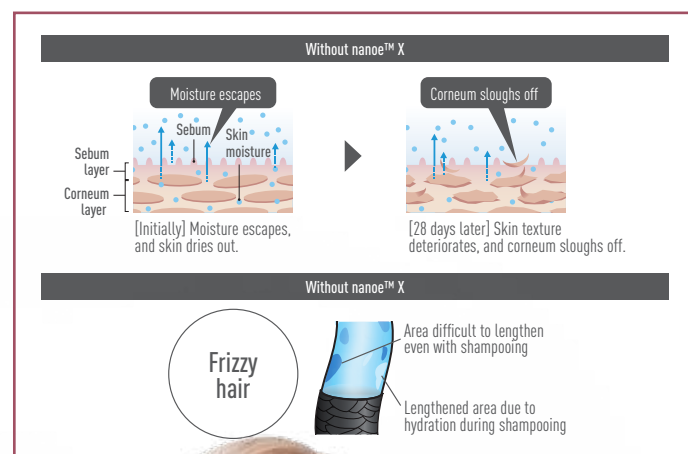 Without nanoe™ X
Moisture escapes
Corneum sloughs off
Sebum
Skin
moisture
Sebum
layer
Corneum
layer
[Initially] Moisture escapes,
and skin dries out.
[28 days later] Skin texture
deteriorates, and corneum sloughs off.
Without nanoe™ X
Frizzy
hair
Area difficult to lengthen
even with shampooing
Lengthened area due to
hydration during shampooing